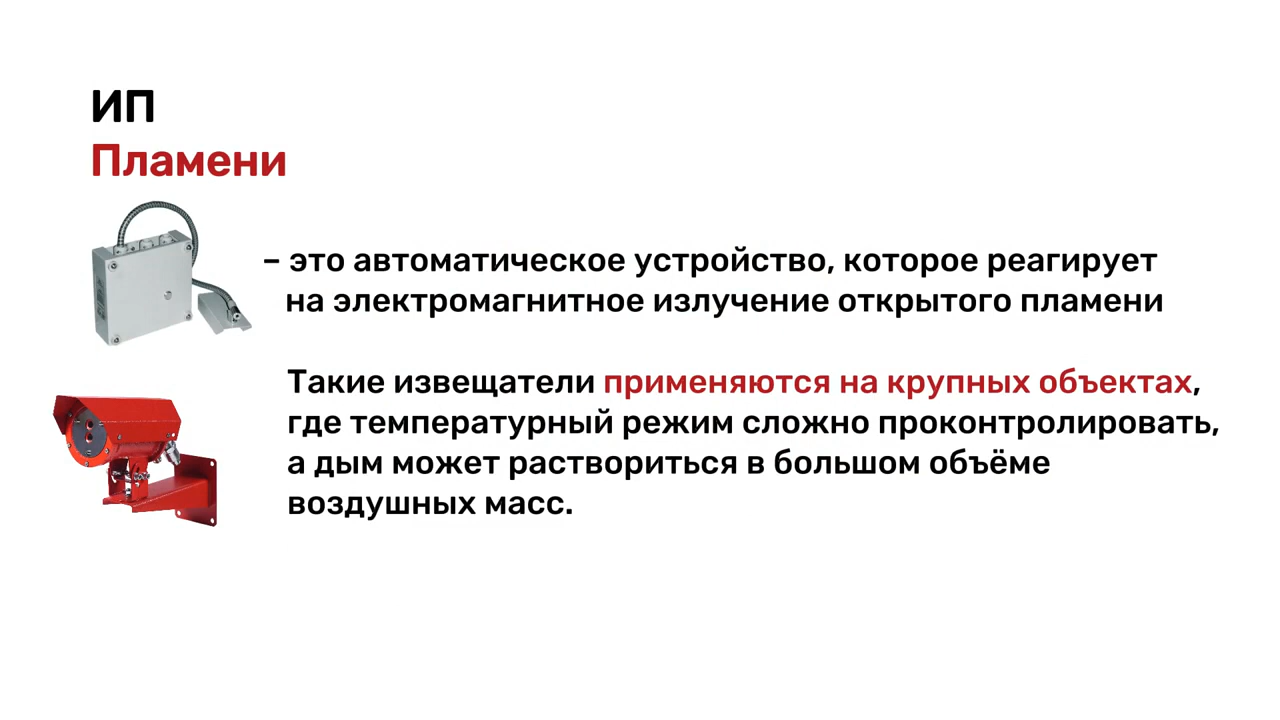 ИП
Пламени
– это автоматическое устройство, которое реагирует
на электромагнитное излучение открытого пламени
Такие извещатели применяются на крупных объектах,
где температурный режим сложно проконтролировать,
а дым может раствориться в большом объёме
воздушных масс.